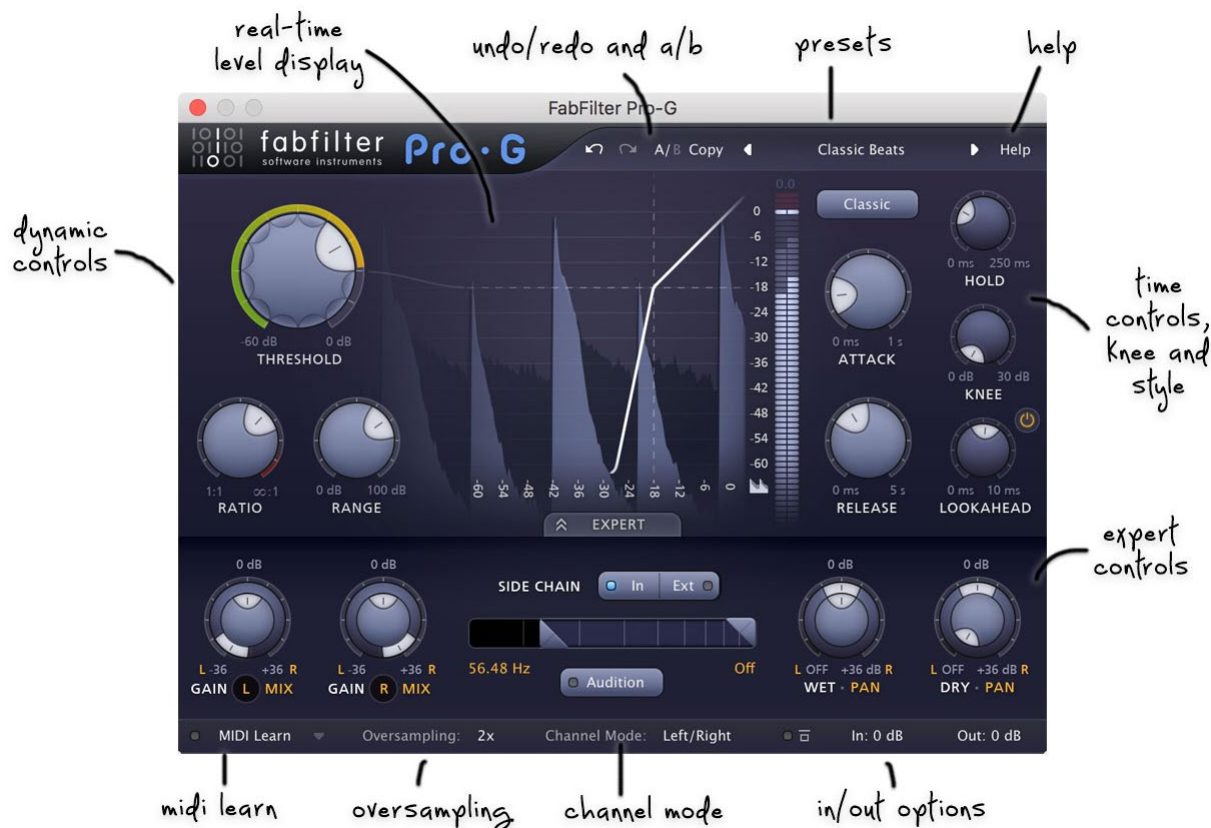 real-time
level display
undo/redo and a/b
presets
help
FabFilter Pro-G
fabfilter
software instruments
Pro·G
A/B Copy
Classic Beats
Help
dynamic
controls
-60 dB 0 dB
THRESHOLD
1:1 ∞:1
RATIO
0 dB 100 dB
RANGE
0.0
0
-6
-12
-18
-24
-30
-36
-42
-48
-54
-60
-60 -54 -48 -42 -36 -30 -24 -18 -12 -6 0
Classic
0 ms 1 s
ATTACK
0 ms 5 s
RELEASE
0 ms 250 ms
HOLD
0 dB 30 dB
KNEE
0 ms 10 ms
LOOKAHEAD
time
controls,
knee and
style
EXPERT
expert
controls
0 dB
L -36 +36 R
GAIN L MIX
0 dB
L -36 +36 R
GAIN R MIX
SIDE CHAIN In Ext
56.48 Hz Off
Audition
0 dB
L OFF +36 dB R
WET · PAN
0 dB
L OFF +36 dB R
DRY · PAN
MIDI Learn Oversampling: 2x Channel Mode: Left/Right In: 0 dB Out: 0 dB
midi learn
oversampling
channel mode
in/out options